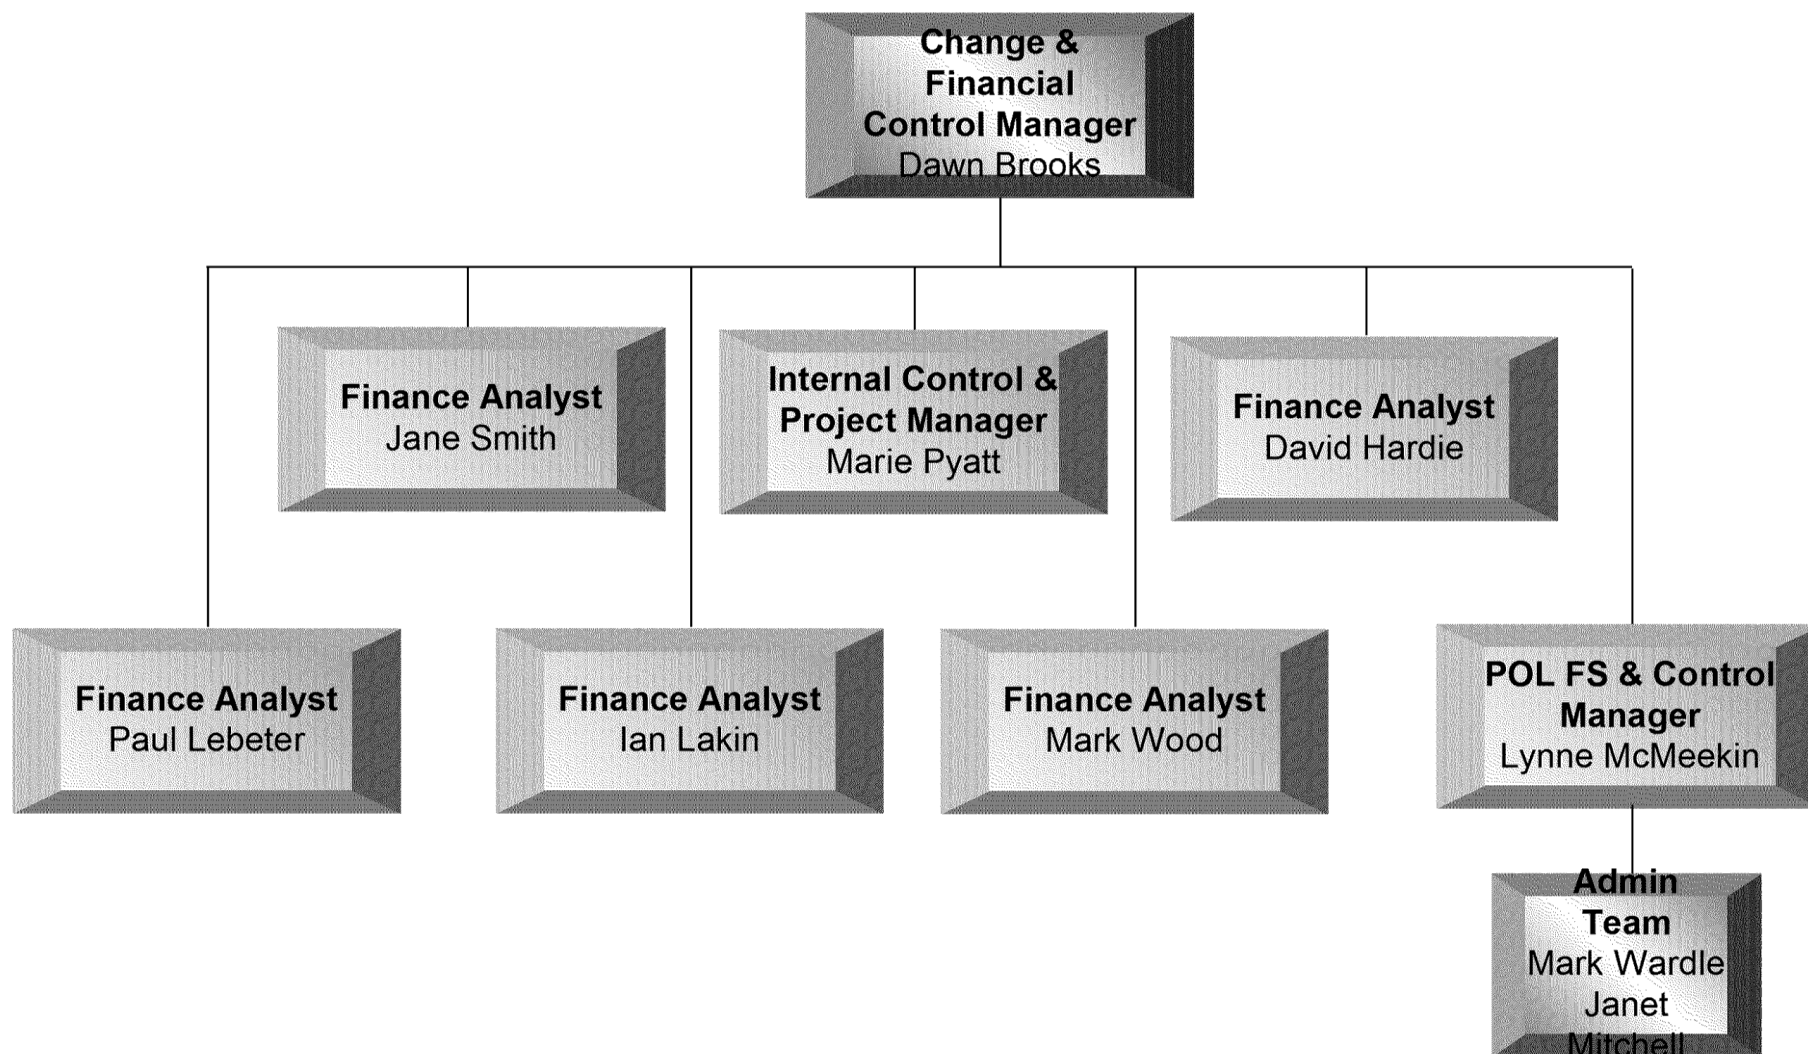 Change &
Financial
Control Manager
Dawn Brooks
Finance Analyst
Jane Smith
Internal Control &
Project Manager
Marie Pyatt
Finance Analyst
David Hardie
Finance Analyst
Paul Lebeter
Finance Analyst
Ian Lakin
Finance Analyst
Mark Wood
POL FS & Control
Manager
Lynne McMeekin
Admin
Team
Mark Wardle
Janet
Mitchell